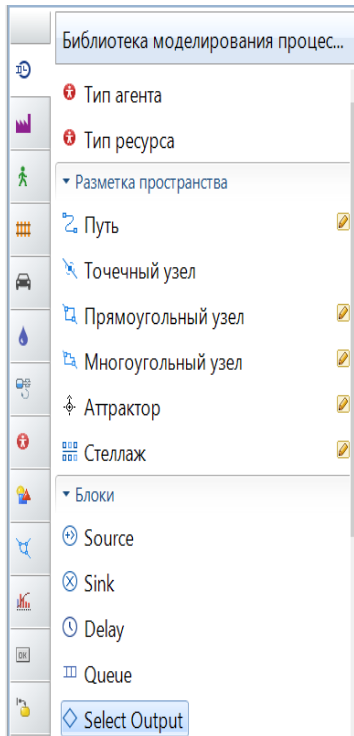 Библиотека моделирования процес...
Тип агента
Тип ресурса
Разметка пространства
Путь
Точечный узел
Прямоугольный узел
Многоугольный узел
Аттрактор
Стеллаж
Блоки
Source
Sink
Delay
Queue
OK
Select Output